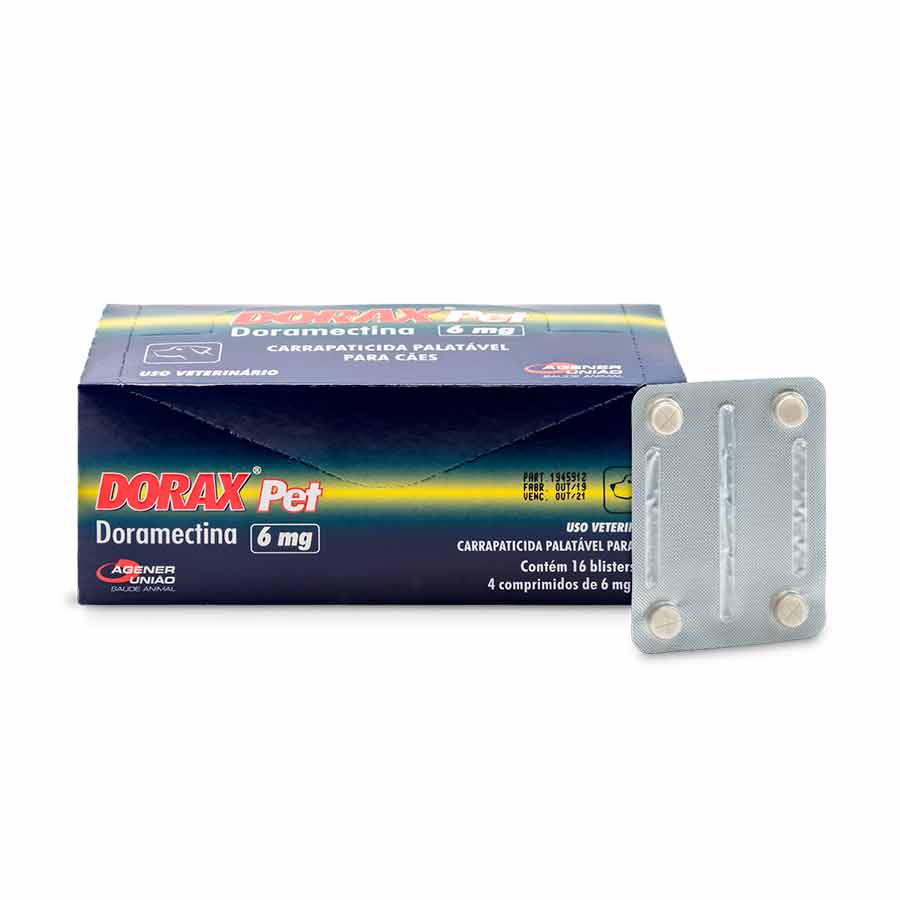 DORAX® Pet
Doramectina 6 mg
CARRAPATICIDA PALATÁVEL
PARA CÃES
USO VETERINÁRIO
AGENER
UNIÃO
SAÚDE ANIMAL
DORAX® Pet
Doramectina 6 mg
AGENER
UNIÃO
SAÚDE ANIMAL
PART. 1945912
FABR. OUT/19
VENC. OUT/21
USO
CARRAPATICIDA PALATÁVEL PARA
Contém 16 blisters
4 comprimidos de 6 mg